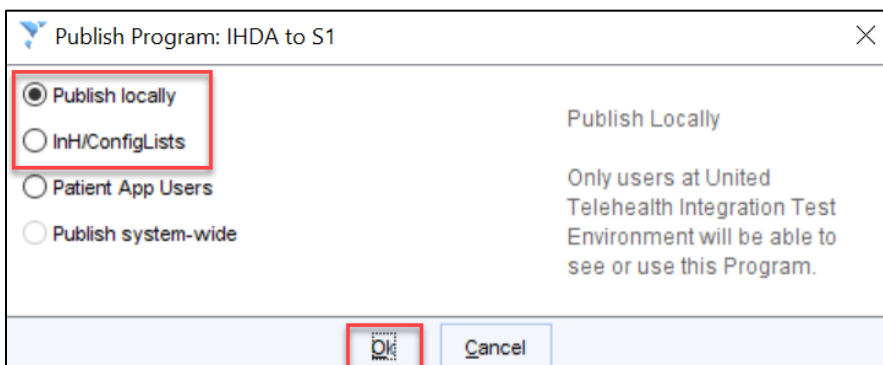 Publish Program: IHDA to S1
Publish locally
InH/ConfigLists
Patient App Users
Publish system-wide
Publish Locally
Only users at United
Telehealth Integration Test
Environment will be able to
see or use this Program.
Ok
Cancel